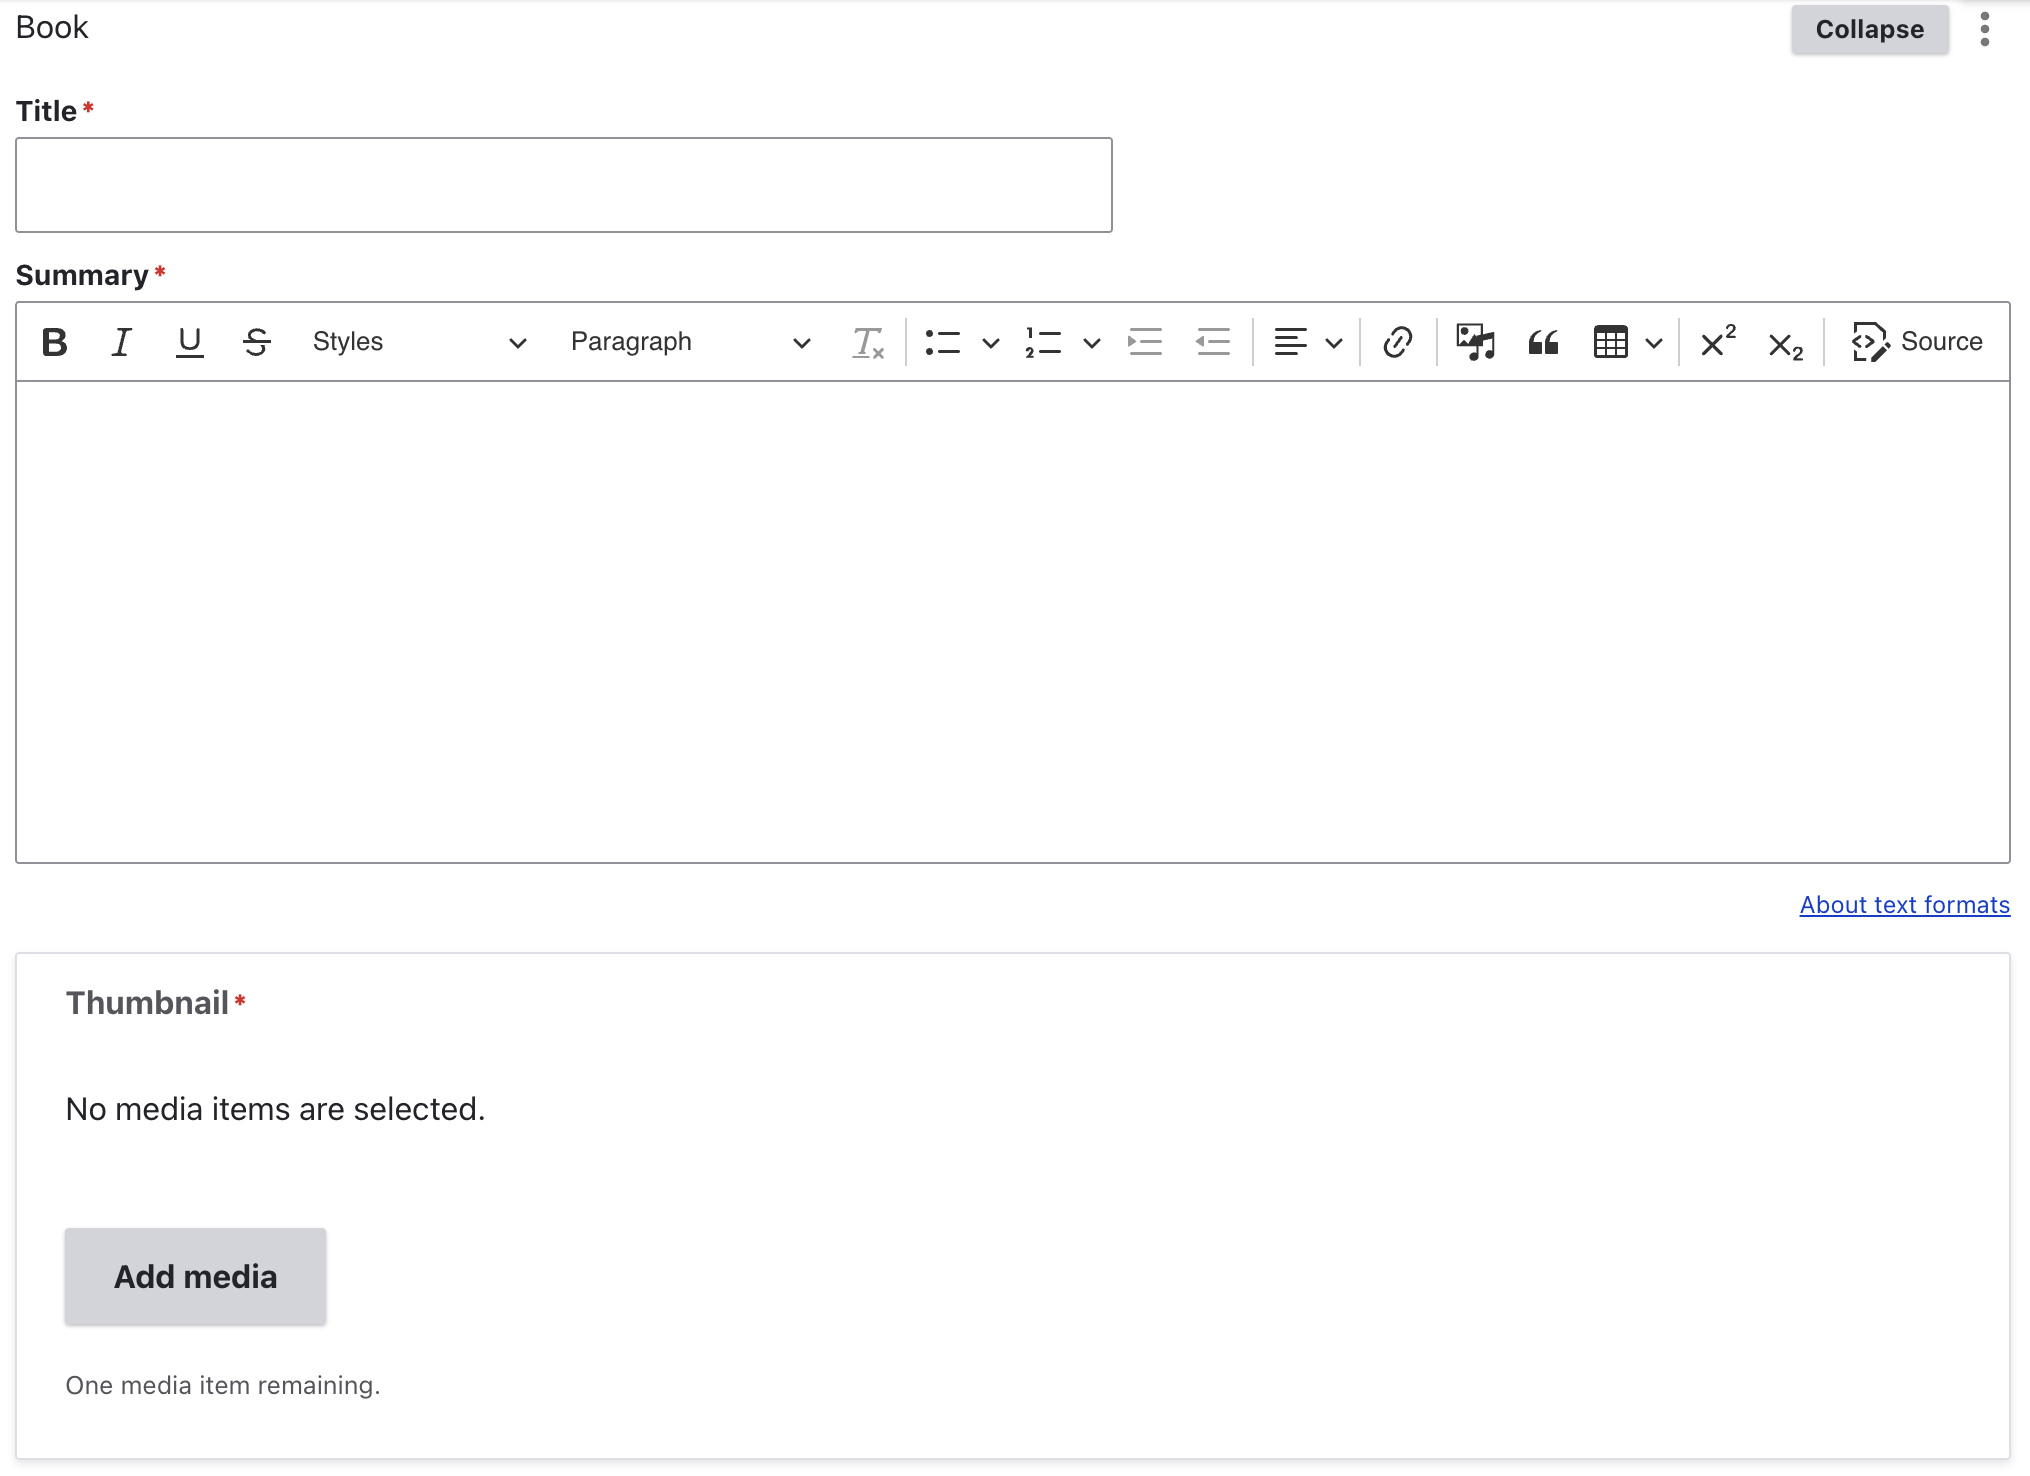 Book
Collapse
Title*
Summary*
B I U S Styles Paragraph Source
About text formats
Thumbnail*
No media items are selected.
Add media
One media item remaining.